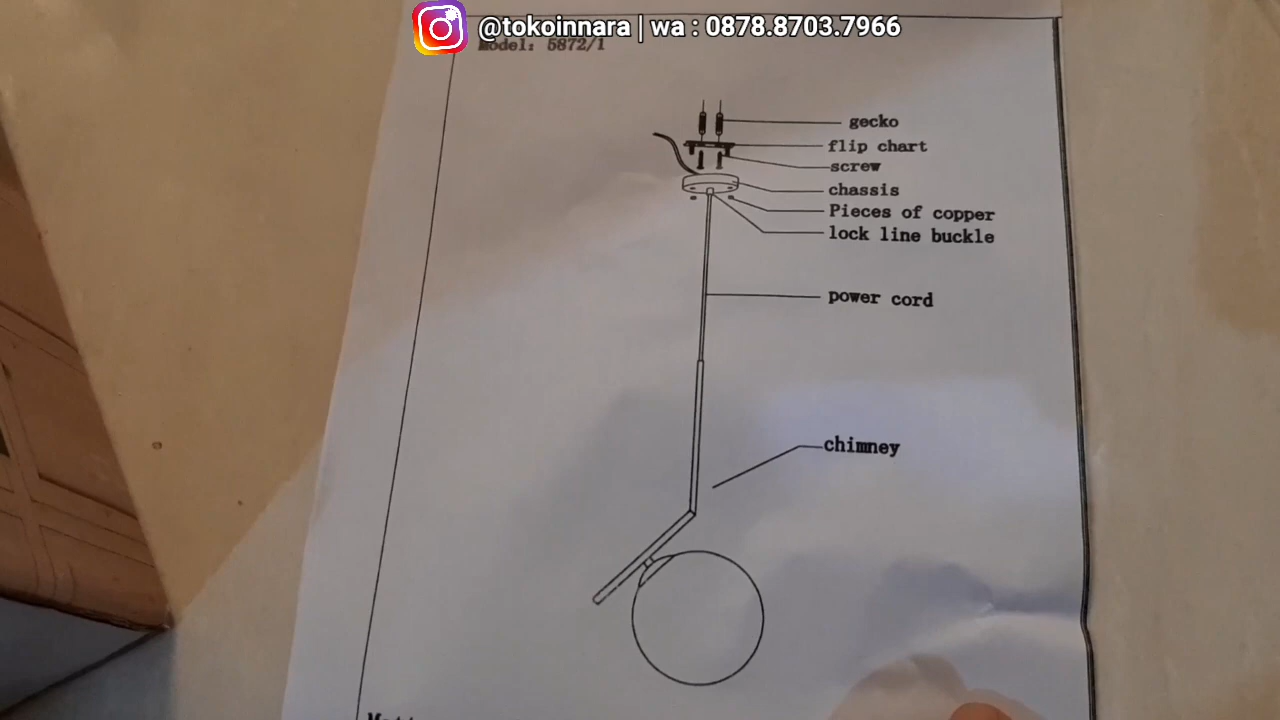 @tokoinnara | wa : 0878.8703.7966
Model: 5872/1
gecko
flip chart
screw
chassis
Pieces of copper
lock line buckle
power cord
chimney